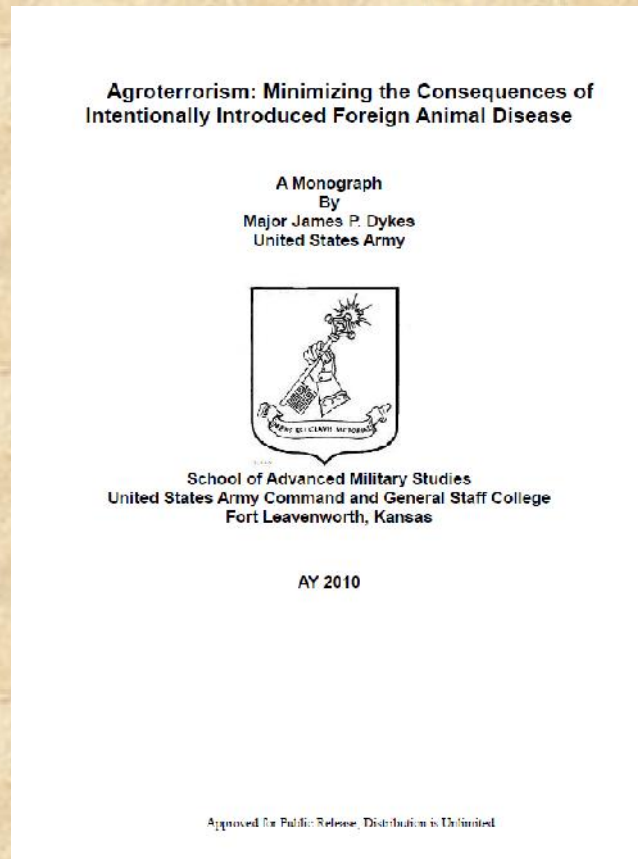 Agroterrorism: Minimizing the Consequences of
Intentionally Introduced Foreign Animal Disease
A Monograph
By
Major James P. Dykes
United States Army
School of Advanced Military Studies
United States Army Command and General Staff College
Fort Leavenworth, Kansas
AY 2010
Approved for Public Release; Distribution is Unlimited